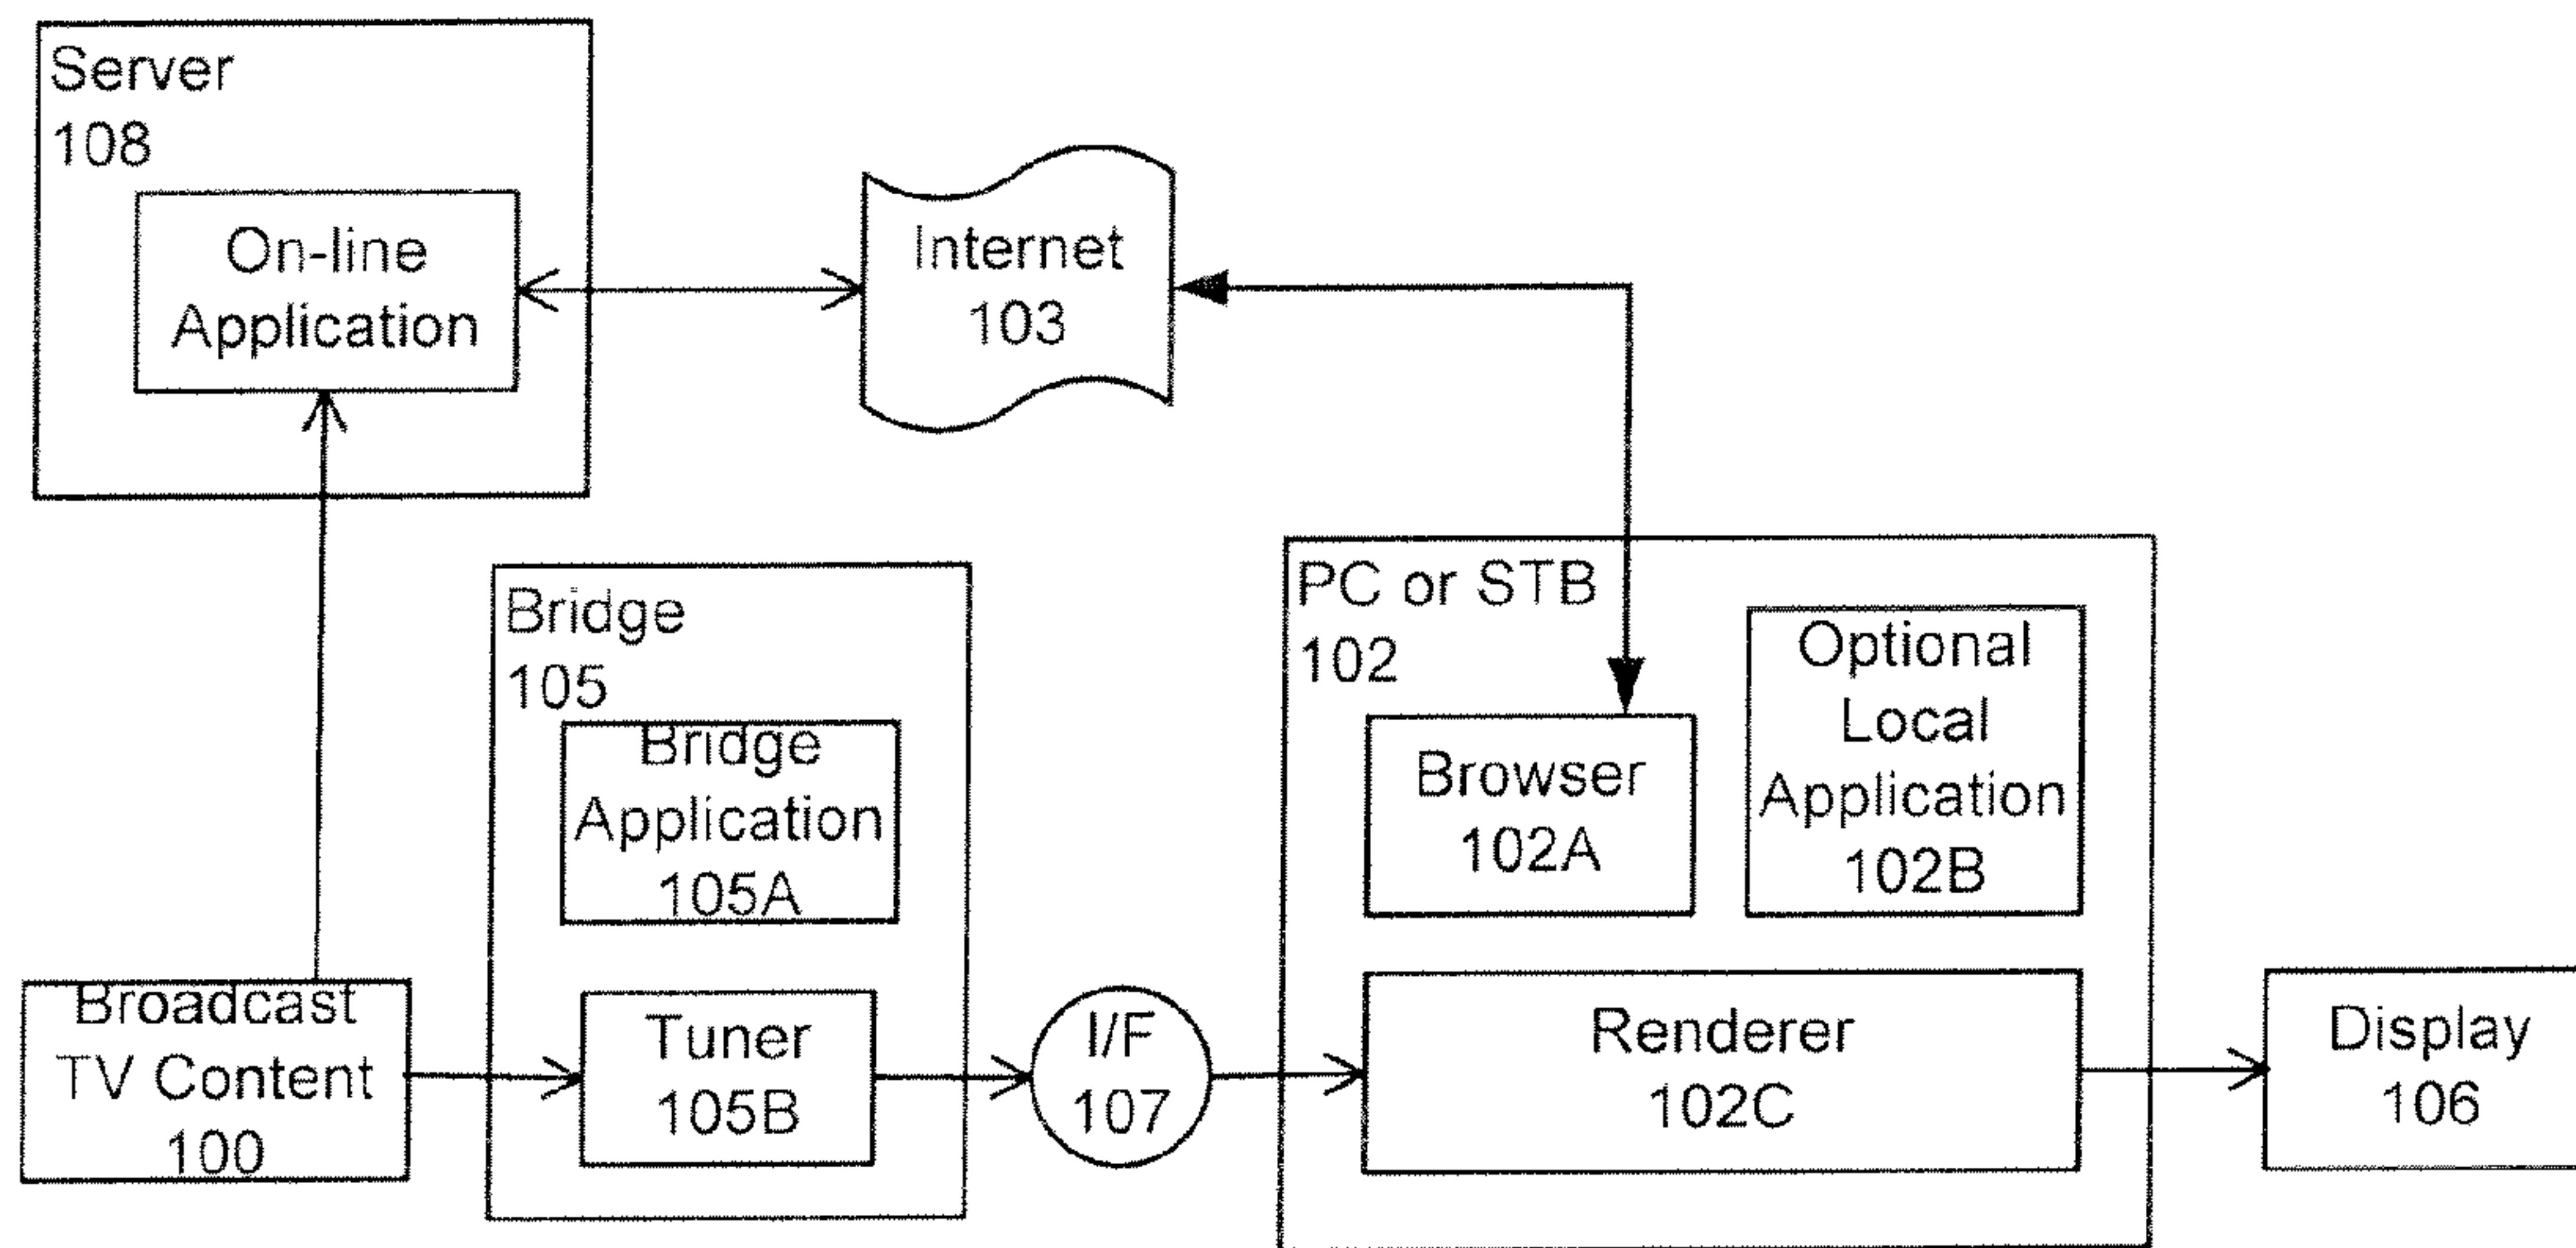 Server
108
On-line
Application
Internet
103
Bridge
105
Bridge
Application
105A
PC or STB
102
Optional
Local
Application
102B
Browser
102A
Broadcast
TV Content
100
Tuner
105B
I/F
107
Renderer
102C
Display
106